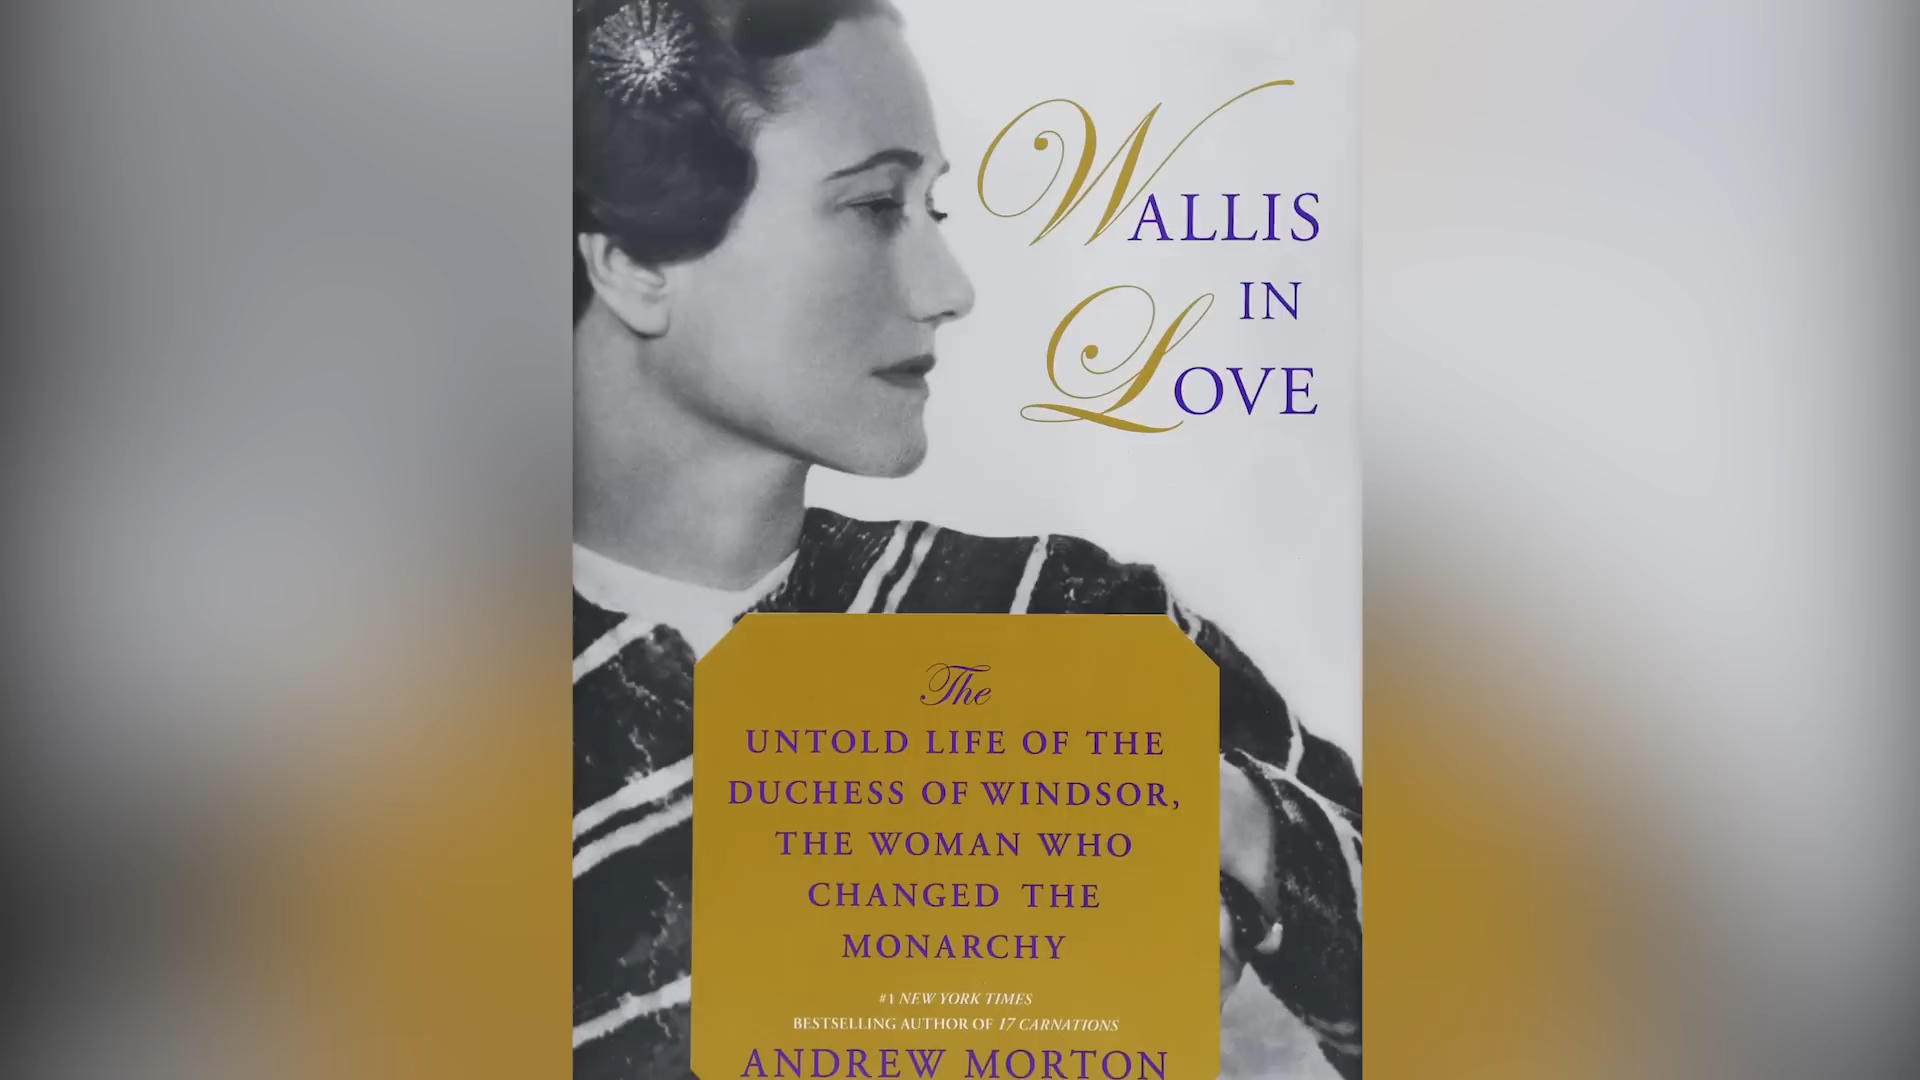 WALLIS
IN
LOVE
The
UNTOLD LIFE OF THE
DUCHESS OF WINDSOR,
THE WOMAN WHO
CHANGED THE
MONARCHY
#1 NEW YORK TIMES
BESTSELLING AUTHOR OF 17 CARNATIONS
ANDREW MORTON